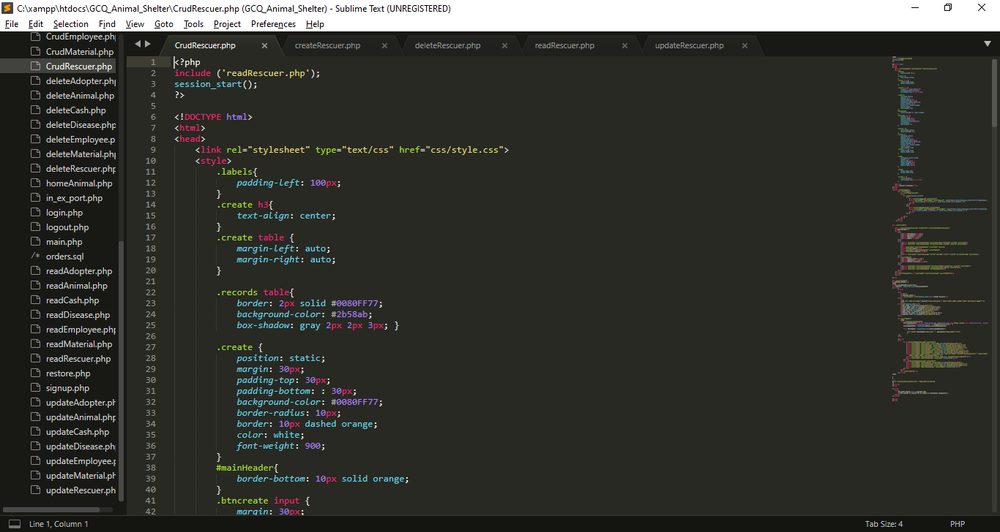 C:\xampp\htdocs\GCQ_Animal_Shelter\CrudRescuer.php (GCQ_Animal_Shelter) - Sublime Text (UNREGISTERED)
File Edit Selection Find View Goto Tools Project Preferences Help
CrudEmployee.php
CrudMaterial.php
CrudRescuer.php
deleteAdopter.php
deleteAnimal.php
deleteCash.php
deleteDisease.php
deleteEmployee.p
deleteMaterial.php
deleteRescuer.php
homeAnimal.php
in_ex_port.php
login.php
logout.php
main.php
/* orders.sql
readAdopter.php
readAnimal.php
readCash.php
readDisease.php
readEmployee.php
readMaterial.php
readRescuer.php
restore.php
signup.php
updateAdopter.ph
updateAnimal.php
updateCash.php
updateDisease.php
updateEmployee.p
updateMaterial.ph
updateRescuer.ph
CrudRescuer.php createRescuer.php deleteRescuer.php readRescuer.php updateRescuer.php
1 <?php
2 include ('readRescuer.php');
3 session_start();
4 ?>
5
6 <!DOCTYPE html>
7 <html>
8 <head>
9 <link rel="stylesheet" type="text/css" href="css/style.css">
10 <style>
11 .labels{
12 padding-left: 100px;
13 }
14 .create h3{
15 text-align: center;
16 }
17 .create table {
18 margin-left: auto;
19 margin-right: auto;
20 }
21
22 .records table{
23 border: 2px solid #0080FF77;
24 background-color: #2b58ab;
25 box-shadow: gray 2px 2px 3px; }
26
27 .create {
28 position: static;
29 margin: 30px;
30 padding-top: 30px;
31 padding-bottom: : 30px;
32 background-color: #0080FF77;
33 border-radius: 10px;
34 border: 10px dashed orange;
35 color: white;
36 font-weight: 900;
37 }
38 #mainHeader{
39 border-bottom: 10px solid orange;
40 }
41 .btncreate input {
42 margin: 30px;
Line 1, Column 1 Tab Size: 4 PHP